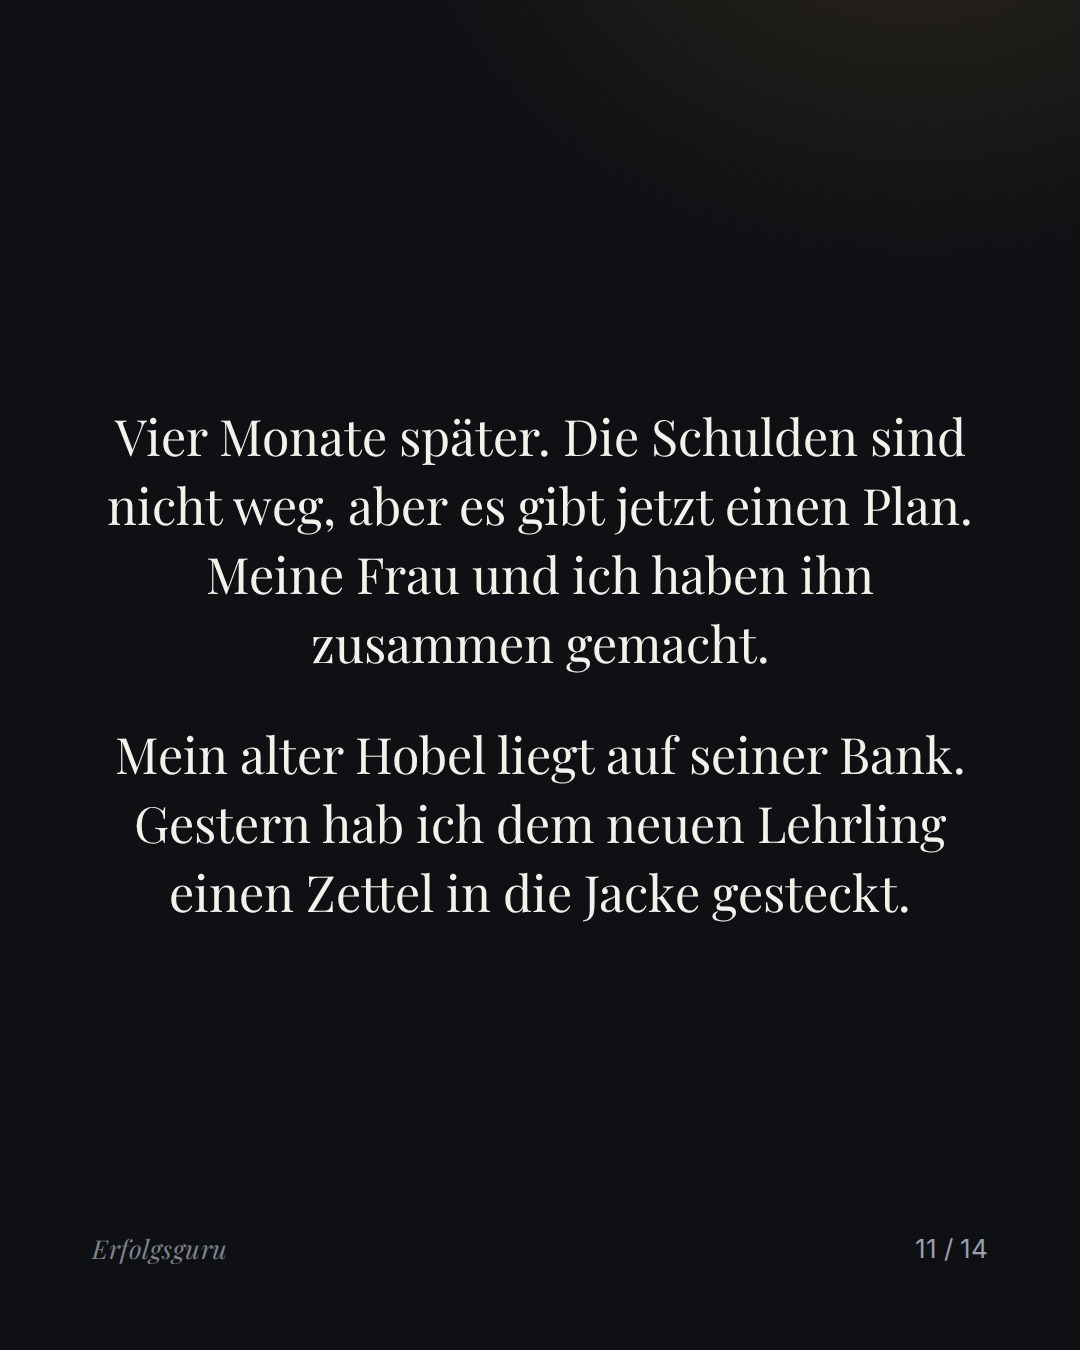 Vier Monate später. Die Schulden sind
nicht weg, aber es gibt jetzt einen Plan.
Meine Frau und ich haben ihn
zusammen gemacht.
Mein alter Hobel liegt auf seiner Bank.
Gestern hab ich dem neuen Lehrling
einen Zettel in die Jacke gesteckt.
Erfolgsguru
11 / 14